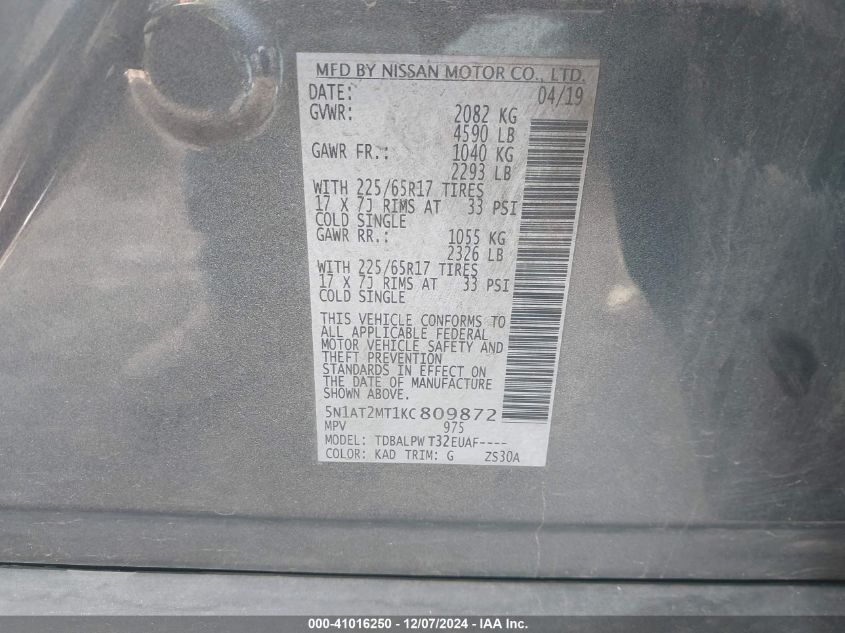 MFD BY NISSAN MOTOR CO., LTD.
DATE: 04/19
GVWR: 2082 KG
4590 LB
GAWR FR.: 1040 KG
2293 LB
WITH 225/65R17 TIRES
17 X 7J RIMS AT 33 PSI
COLD SINGLE
GAWR RR.: 1055 KG
2326 LB
WITH 225/65R17 TIRES
17 X 7J RIMS AT 33 PSI
COLD SINGLE
THIS VEHICLE CONFORMS TO
ALL APPLICABLE FEDERAL
MOTOR VEHICLE SAFETY AND
THEFT PREVENTION
STANDARDS IN EFFECT ON
THE DATE OF MANUFACTURE
SHOWN ABOVE.
5N1AT2MT1KC809872
MPV 975
MODEL: TDBALPW T32EUAF----
COLOR: KAD TRIM: G ZS30A
000-41016250 - 12/07/2024 - IAA Inc.